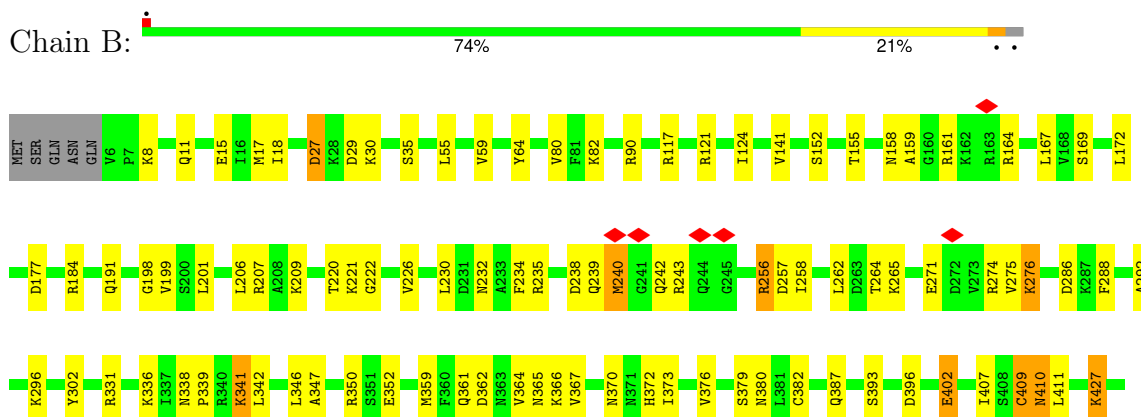 Chain B:
74% 21%
MET SER GLN ASN GLN V6 P7 K8 Q11 E15 I16 M17 I18 D27 K28 D29 K30 S35 L55 V59 Y64 V80 F81 K82 R90 R117 R121 I124 V141 S152 T155 N158 A159 G160 R161 K162 R163 R164 L167 V168 S169 L172
D177 R184 Q191 G198 V199 S200 L201 L206 R207 A208 K209 T220 K221 G222 V226 L230 D231 N232 A233 F234 R235 D238 Q239 M240 G241 Q242 R243 Q244 G245 R256 D257 I258 L262 D263 T264 K265 E271 D272 V273 R274 V275 K276 D286 K287 F288
K296 Y302 R331 K336 I337 N338 P339 R340 K341 L342 L346 A347 R350 S351 E352 M359 F360 Q361 D362 N363 V364 N365 K366 V367 N370 N371 H372 I373 V376 S379 N380 L381 C382 Q387 S393 D396 E402 I407 S408 C409 N410 L411 K427